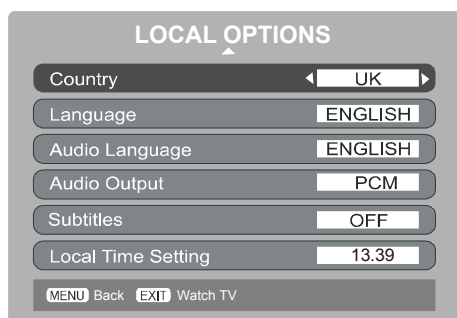 LOCAL OPTIONS
Country UK
Language ENGLISH
Audio Language ENGLISH
Audio Output PCM
Subtitles OFF
Local Time Setting 13.39
MENU Back EXIT Watch TV